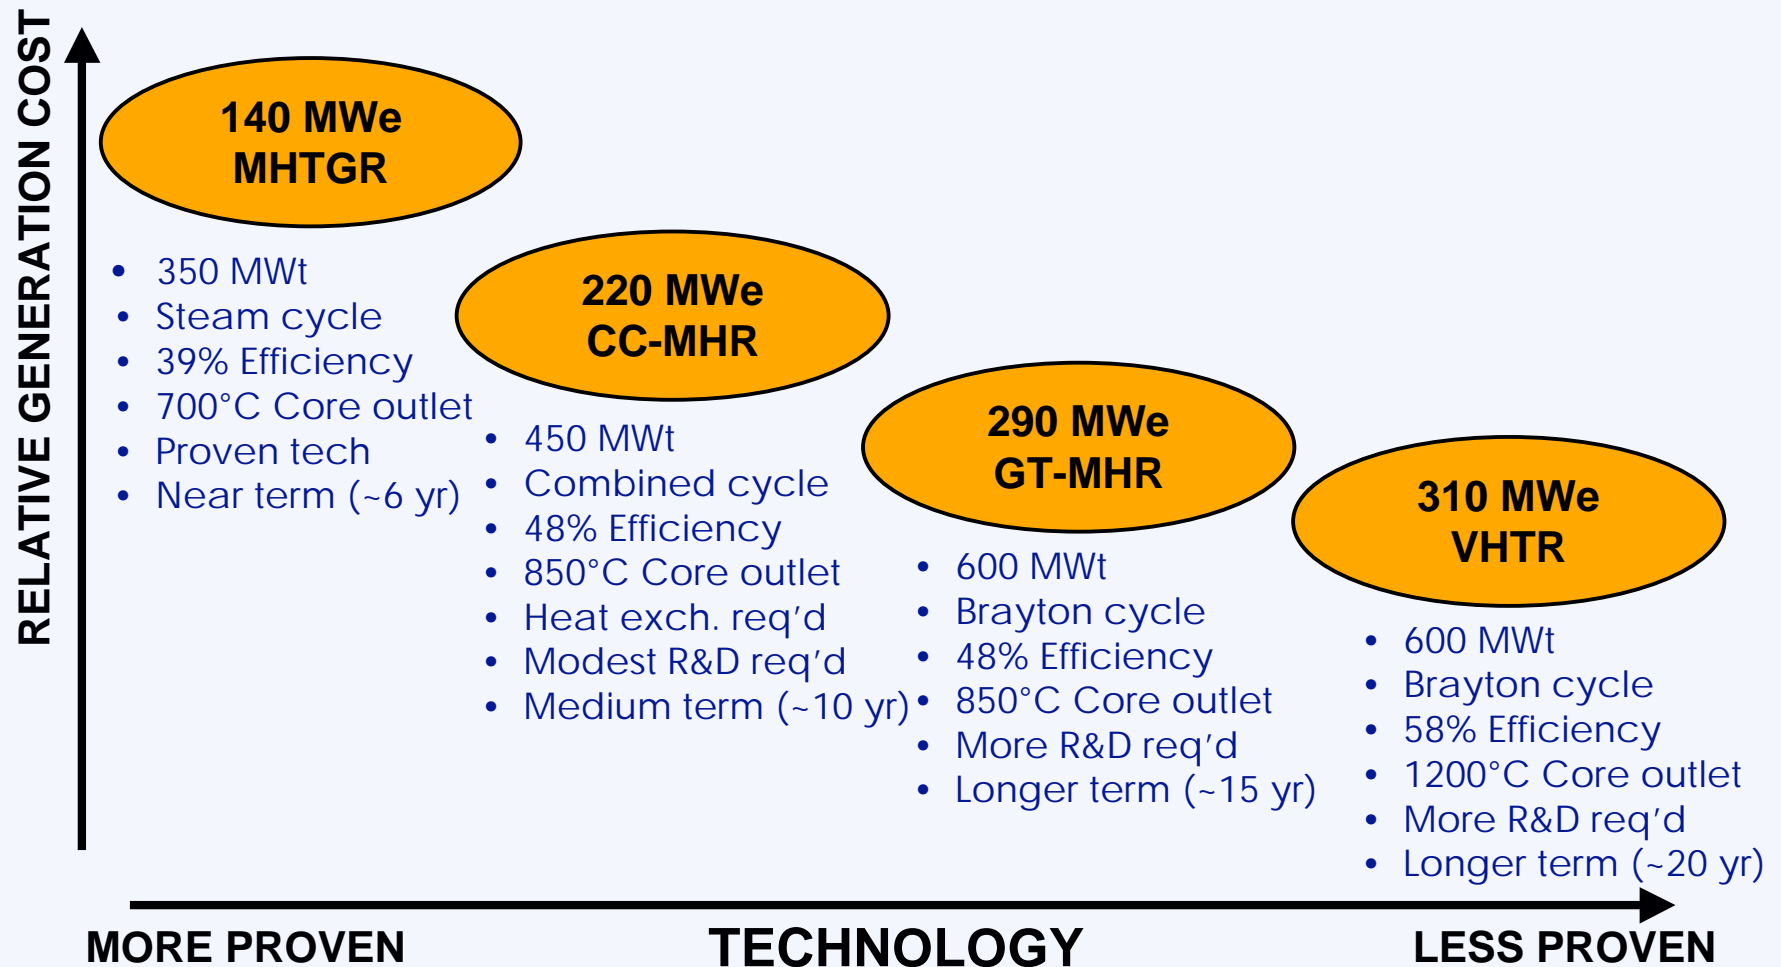 RELATIVE GENERATION COST
140 MWe
MHTGR
• 350 MWt
• Steam cycle
• 39% Efficiency
• 700°C Core outlet
• Proven tech
• Near term (~6 yr)
220 MWe
CC-MHR
• 450 MWt
• Combined cycle
• 48% Efficiency
• 850°C Core outlet
• Heat exch. req’d
• Modest R&D req’d
• Medium term (~10 yr)
290 MWe
GT-MHR
• 600 MWt
• Brayton cycle
• 48% Efficiency
• 850°C Core outlet
• More R&D req’d
• Longer term (~15 yr)
310 MWe
VHTR
• 600 MWt
• Brayton cycle
• 58% Efficiency
• 1200°C Core outlet
• More R&D req’d
• Longer term (~20 yr)
MORE PROVEN
TECHNOLOGY
LESS PROVEN